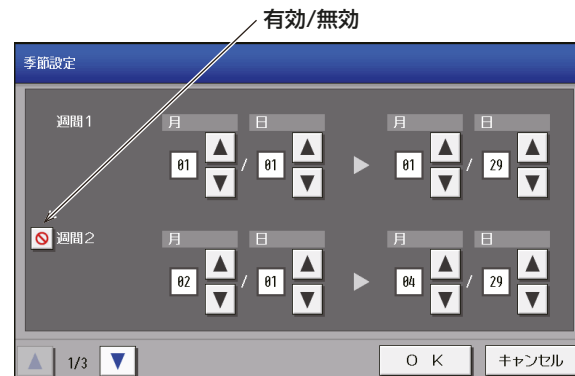 有効/無効
季節設定
週間1 月 日 月 日
01 / 01 01 / 29
週間2 月 日 月 日
02 / 01 04 / 29
1/3 OK キャンセル